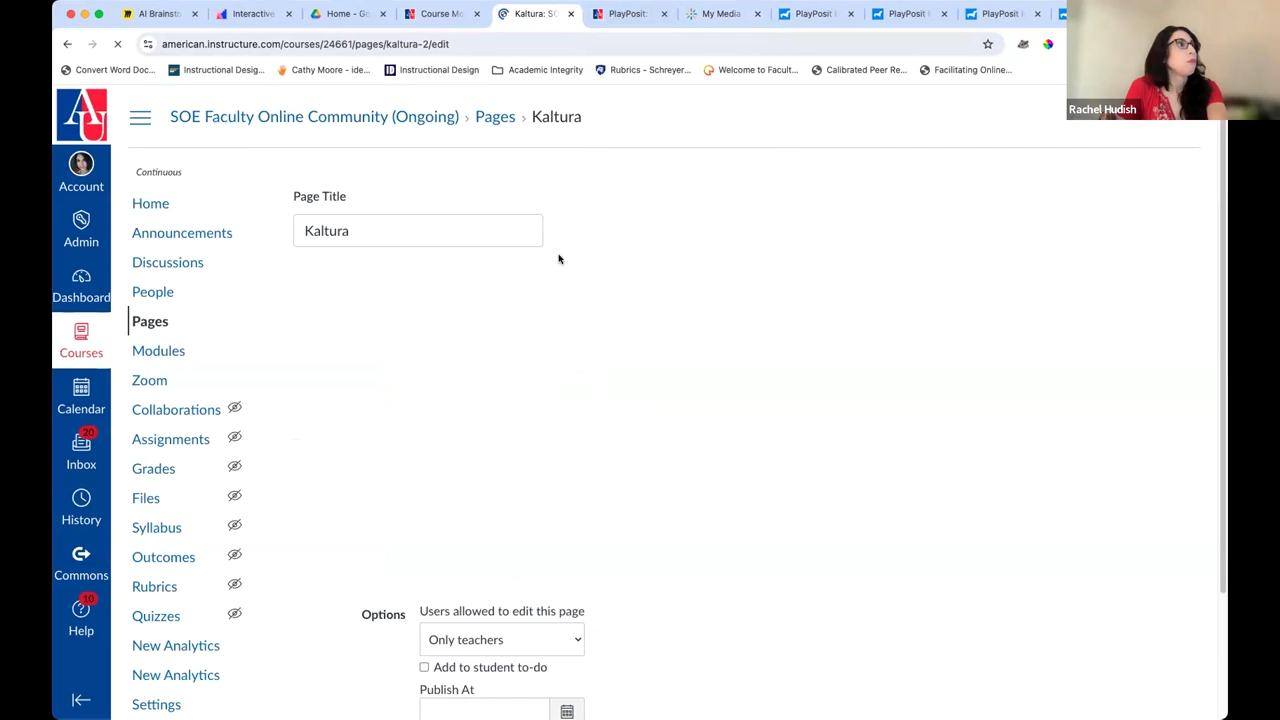 AI Brainsto
Interactive
Home - Go
Course Mo
Kaltura: SO
PlayPosit:
My Media
PlayPosit
PlayPosit
PlayPosit
american.instructure.com/courses/24661/pages/kaltura-2/edit
Convert Word Doc...
Instructional Desig...
Cathy Moore - ide...
Instructional Design
Academic Integrity
Rubrics - Schreyer...
Welcome to Facult...
Calibrated Peer Re...
Facilitating Online...
Rachel Hudish
AU
SOE Faculty Online Community (Ongoing) › Pages › Kaltura
Account
Admin
Dashboard
Courses
Calendar
20
Inbox
History
Commons
10
Help
Continuous
Home
Announcements
Discussions
People
Pages
Modules
Zoom
Collaborations
Assignments
Grades
Files
Syllabus
Outcomes
Rubrics
Quizzes
New Analytics
New Analytics
Settings
Page Title
Kaltura
Options
Users allowed to edit this page
Only teachers
Add to student to-do
Publish At